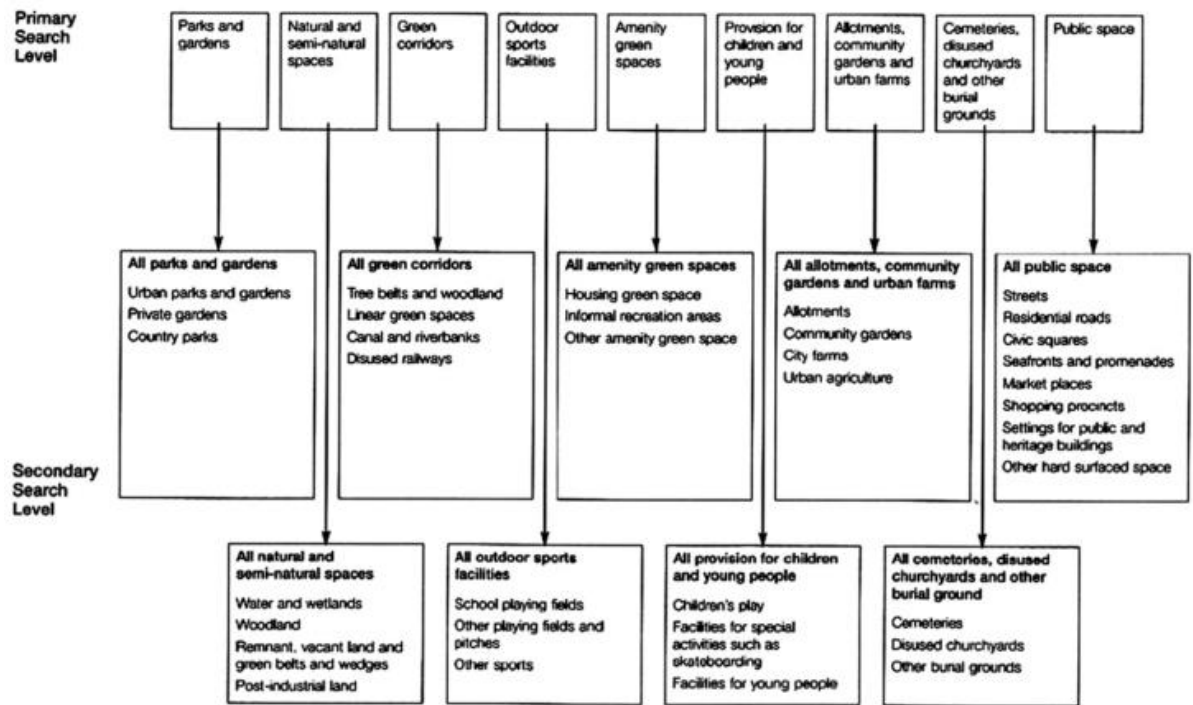 Primary
Search
Level
Parks and
gardens
Natural and
semi-natural
spaces
Green
corridors
Outdoor
sports
facilities
Amenity
green
spaces
Provision for
children and
young
people
Allotments,
community
gardens and
urban farms
Cemeteries,
disused
churchyards
and other
burial
grounds
Public space
All parks and gardens
Urban parks and gardens
Private gardens
Country parks
All green corridors
Tree belts and woodland
Linear green spaces
Canal and riverbanks
Disused railways
All amenity green spaces
Housing green space
Informal recreation areas
Other amenity green space
All allotments, community
gardens and urban farms
Allotments
Community gardens
City farms
Urban agriculture
All public space
Streets
Residential roads
Civic squares
Seafronts and promenades
Market places
Shopping precincts
Settings for public and
heritage buildings
Other hard surfaced space
Secondary
Search
Level
All natural and
semi-natural spaces
Water and wetlands
Woodland
Remnant, vacant land and
green belts and wedges
Post-industrial land
All outdoor sports
facilities
School playing fields
Other playing fields and
pitches
Other sports
All provision for children
and young people
Children's play
Facilities for special
activities such as
skateboarding
Facilities for young people
All cemetories, disused
churchyards and other
burial ground
Cemeteries
Disused churchyards
Other burial grounds